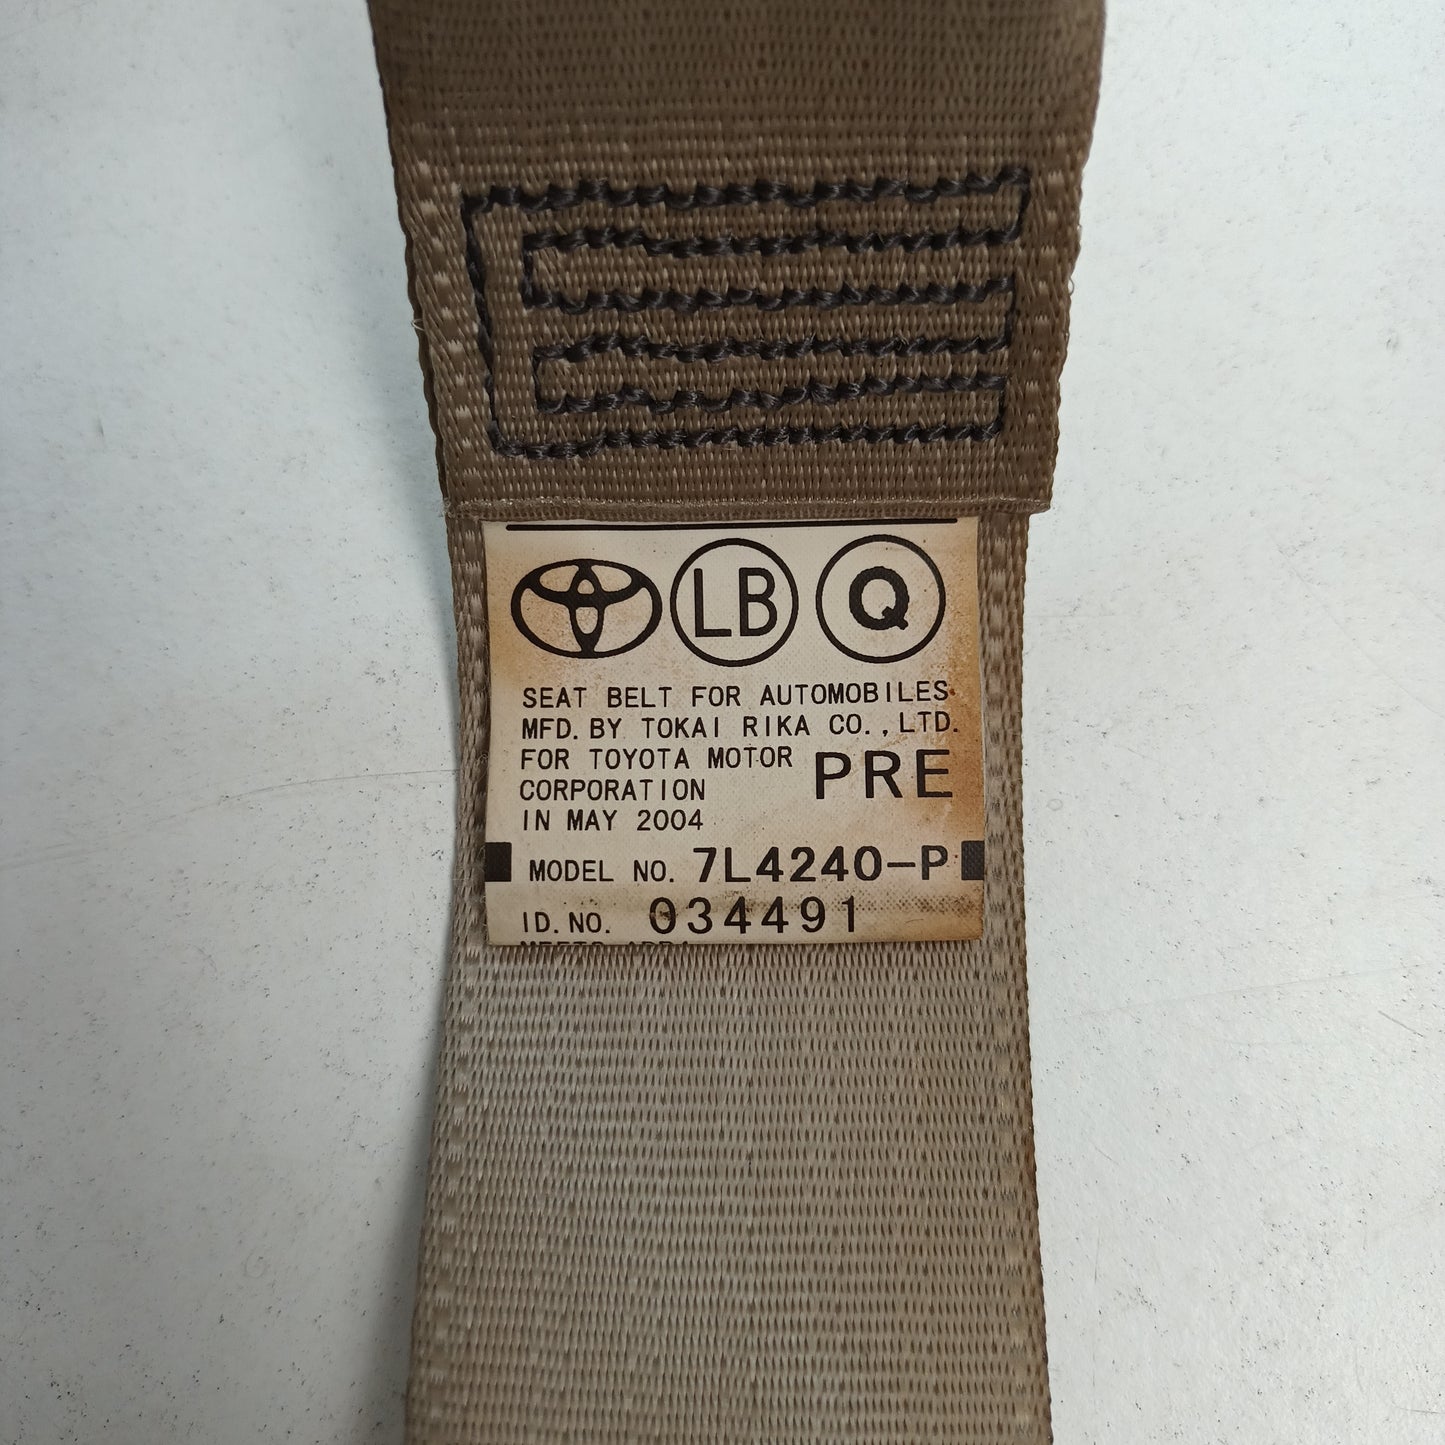 LB Q
SEAT BELT FOR AUTOMOBILES
MFD. BY TOKAI RIKA CO., LTD.
FOR TOYOTA MOTOR PRE
CORPORATION
IN MAY 2004
MODEL NO. 7L4240-P
ID. NO. 034491